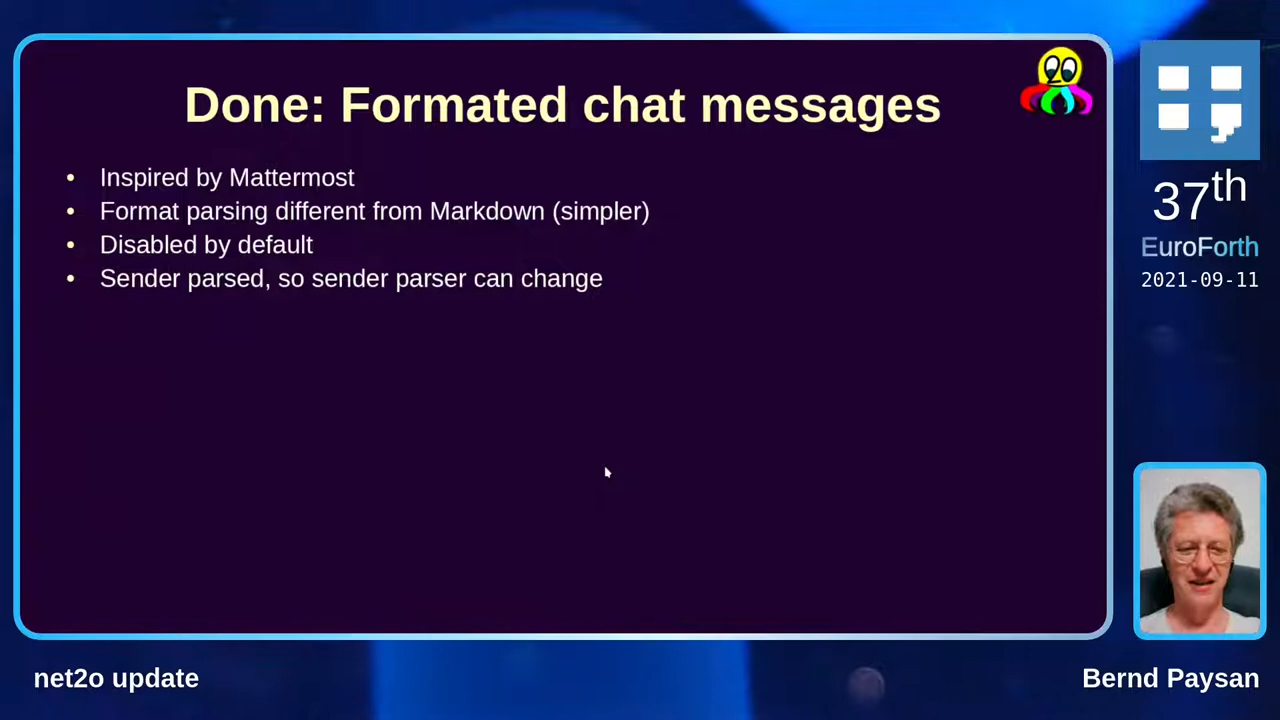 Done: Formated chat messages
• Inspired by Mattermost
• Format parsing different from Markdown (simpler)
• Disabled by default
• Sender parsed, so sender parser can change
37th
EuroForth
2021-09-11
net2o update
Bernd Paysan